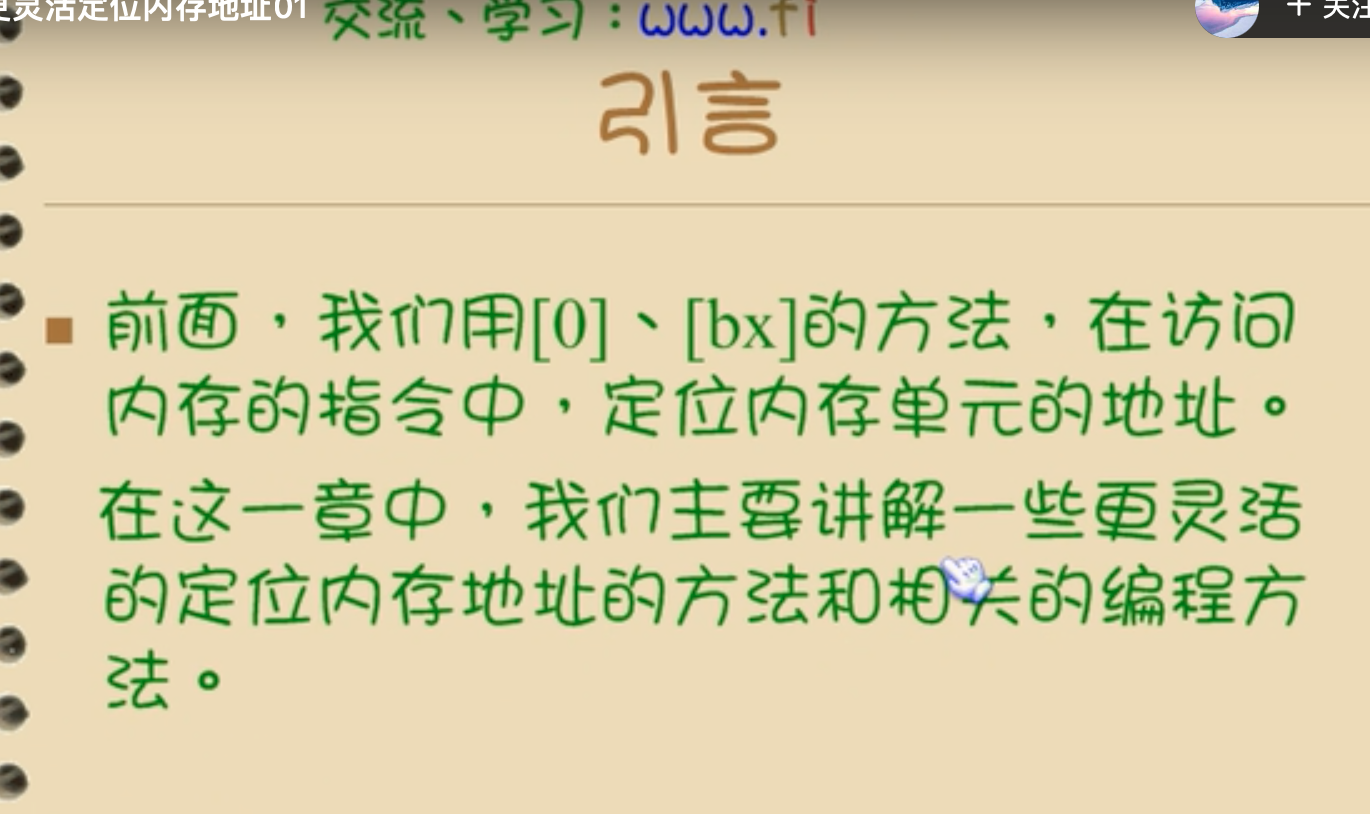 更灵活定位内存地址01
交流、学习：www.fi
+ 关注
引言
前面，我们用[0]、[bx]的方法，在访问
内存的指令中，定位内存单元的地址。
在这一章中，我们主要讲解一些更灵活
的定位内存地址的方法和相关的编程方
法。